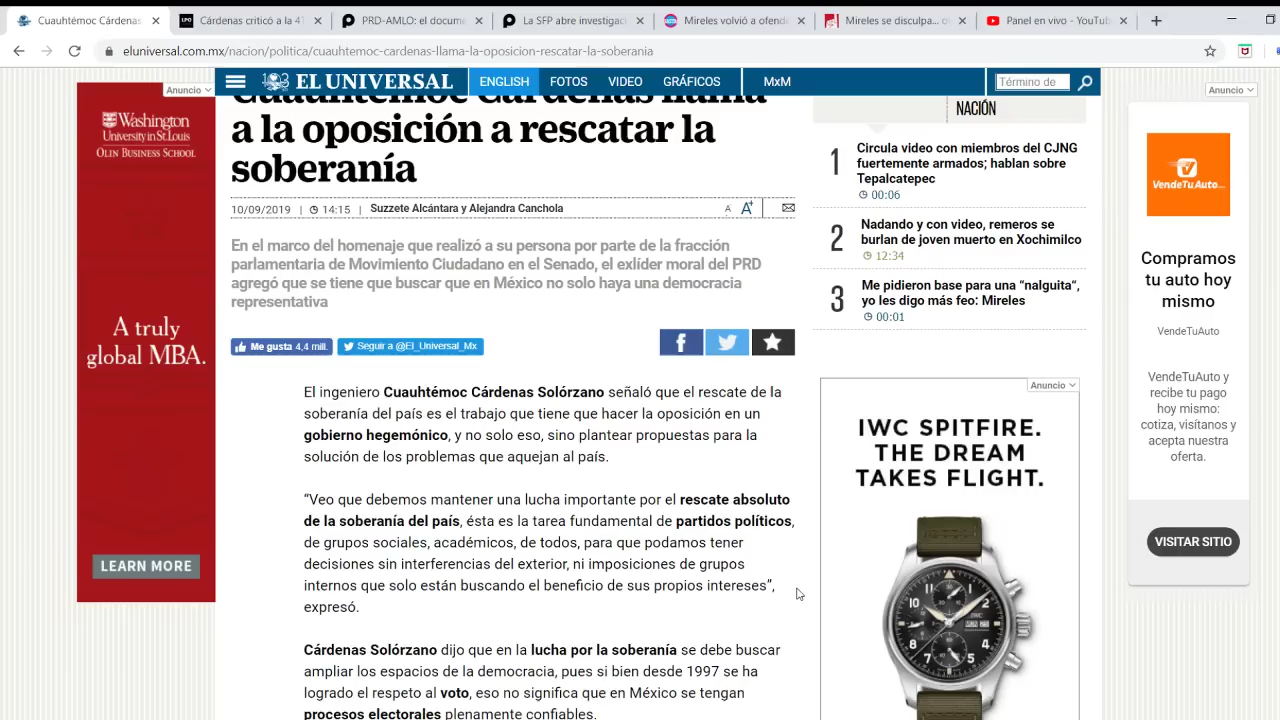 Cuauhtémoc Cárdenas
Cárdenas criticó a la 4T
PRD-AMLO: el docume
La SFP abre investigaci
Mireles volvió a ofend
Mireles se disculpa... o
Panel en vivo - YouTub
eluniversal.com.mx/nacion/politica/cuauhtemoc-cardenas-llama-la-oposicion-rescatar-la-soberania
EL UNIVERSAL
ENGLISH
FOTOS
VIDEO
GRÁFICOS
MxM
Término de
Anuncio
Washington
University in St. Louis
OLIN BUSINESS SCHOOL
A truly
global MBA.
LEARN MORE
Cuauhtémoc Cárdenas llama
a la oposición a rescatar la
soberanía
10/09/2019 | 14:15 | Suzzete Alcántara y Alejandra Canchola
A A+
En el marco del homenaje que realizó a su persona por parte de la fracción
parlamentaria de Movimiento Ciudadano en el Senado, el exlíder moral del PRD
agregó que se tiene que buscar que en México no solo haya una democracia
representativa
Me gusta 4,4 mill.
Seguir a @El_Universal_Mx
El ingeniero Cuauhtémoc Cárdenas Solórzano señaló que el rescate de la
soberanía del país es el trabajo que tiene que hacer la oposición en un
gobierno hegemónico, y no solo eso, sino plantear propuestas para la
solución de los problemas que aquejan al país.
“Veo que debemos mantener una lucha importante por el rescate absoluto
de la soberanía del país, ésta es la tarea fundamental de partidos políticos,
de grupos sociales, académicos, de todos, para que podamos tener
decisiones sin interferencias del exterior, ni imposiciones de grupos
internos que solo están buscando el beneficio de sus propios intereses”,
expresó.
Cárdenas Solórzano dijo que en la lucha por la soberanía se debe buscar
ampliar los espacios de la democracia, pues si bien desde 1997 se ha
logrado el respeto al voto, eso no significa que en México se tengan
procesos electorales plenamente confiables.
NACIÓN
1
Circula video con miembros del CJNG
fuertemente armados; hablan sobre
Tepalcatepec
00:06
2
Nadando y con video, remeros se
burlan de joven muerto en Xochimilco
12:34
3
Me pidieron base para una “nalguita“,
yo les digo más feo: Mireles
00:01
Anuncio
IWC SPITFIRE.
THE DREAM
TAKES FLIGHT.
Anuncio
VENDETUAUTO
Compramos
tu auto hoy
mismo
VendeTuAuto
VendeTuAuto y
recibe tu pago
hoy mismo:
cotiza, visítanos y
acepta nuestra
oferta.
VISITAR SITIO